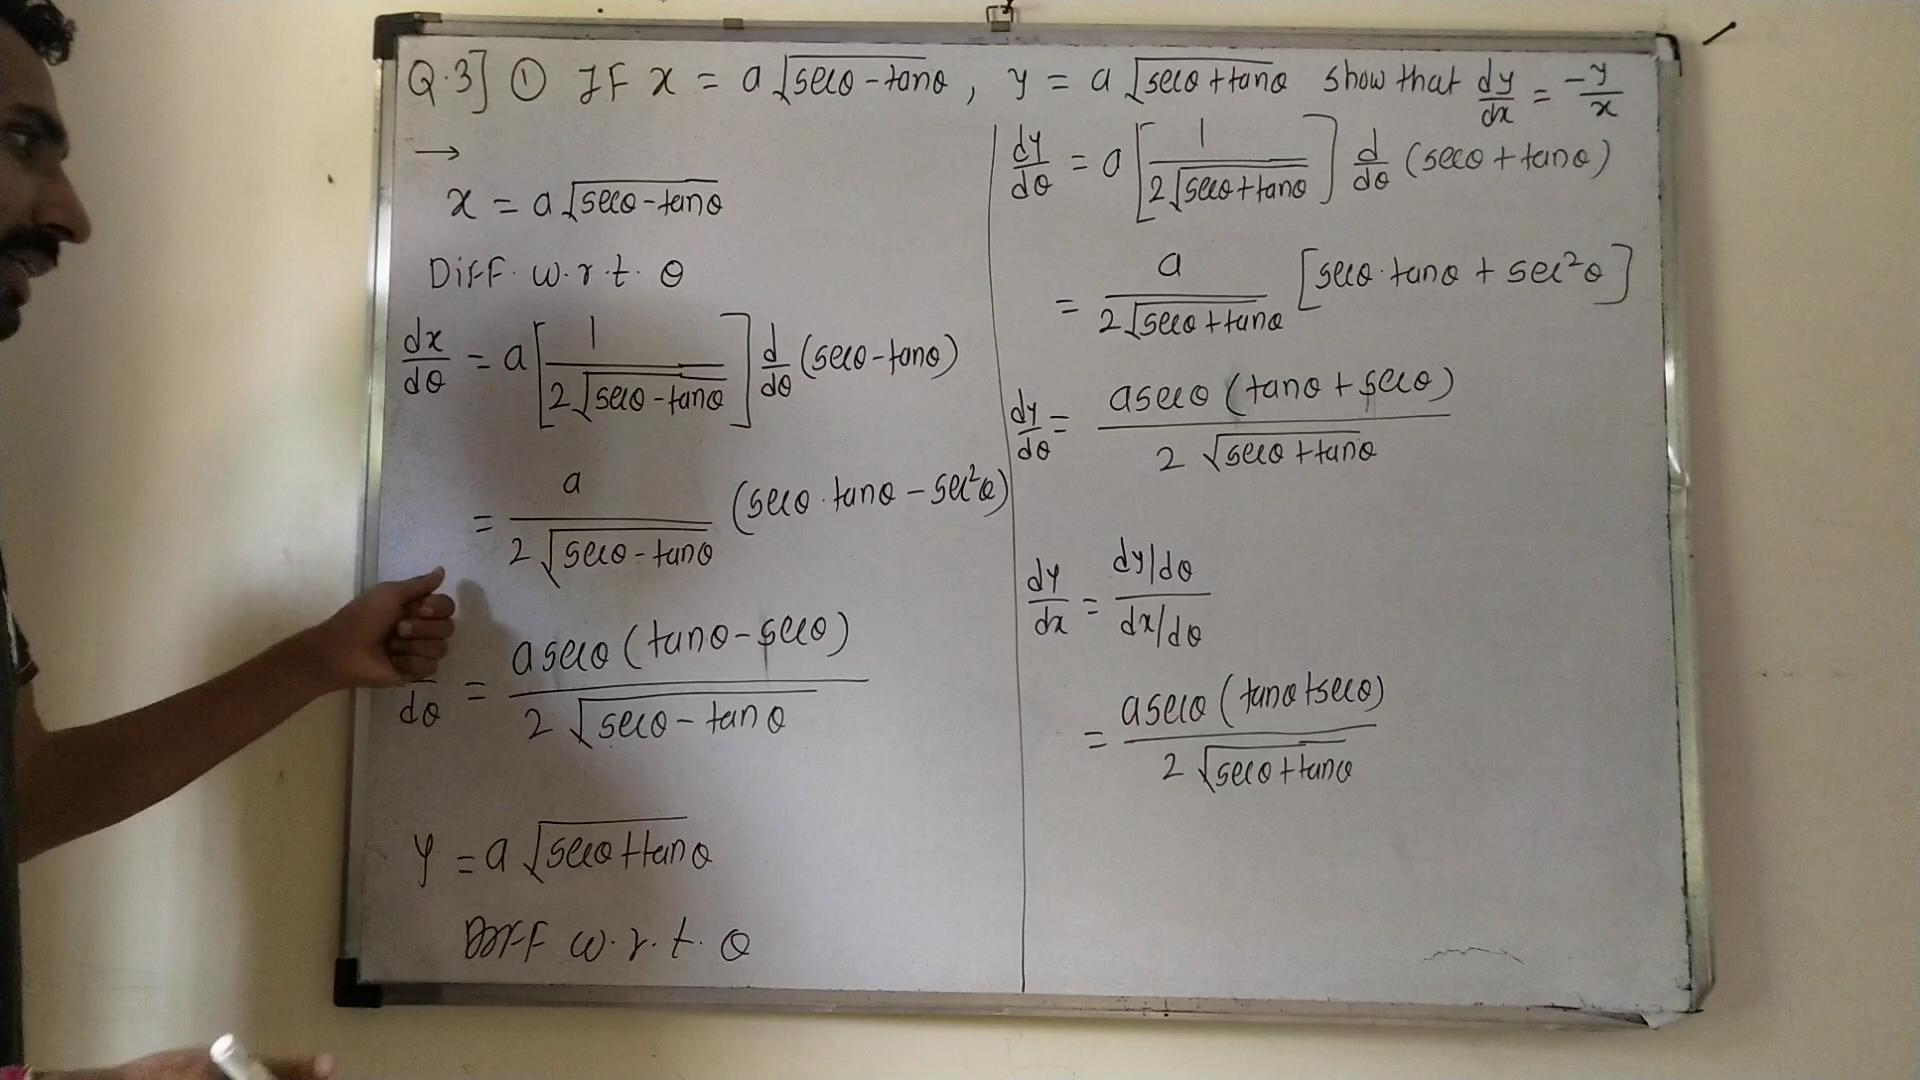 Q.3] ① IF x = a √(secθ - tanθ) , y = a √(secθ + tanθ) show that dy/dx = -y/x
→
x = a √(secθ - tanθ)
Diff. w.r.t. θ
dx/dθ = a [1 / 2√(secθ - tanθ)] d/dθ (secθ - tanθ)
= a / 2√(secθ - tanθ) (secθ · tanθ - sec²θ)
dθ = a secθ (tanθ - secθ) / 2 √(secθ - tanθ)
y = a √(secθ + tanθ)
Diff w.r.t. θ
dy/dθ = a [1 / 2√(secθ + tanθ)] d/dθ (secθ + tanθ)
= a / 2√(secθ + tanθ) [secθ · tanθ + sec²θ]
dy/dθ = a secθ (tanθ + secθ) / 2 √(secθ + tanθ)
dy/dx = dy/dθ / dx/dθ
= a secθ (tanθ + secθ) / 2 √(secθ + tanθ)